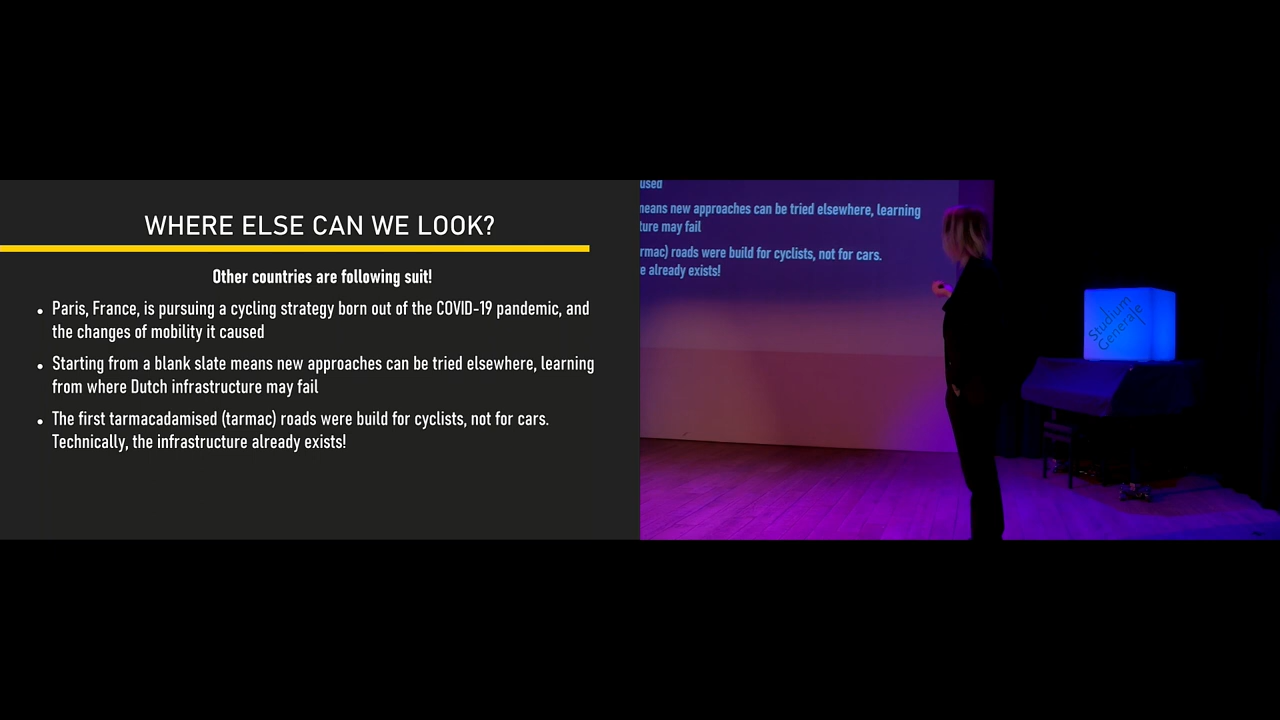 WHERE ELSE CAN WE LOOK?
Other countries are following suit!
• Paris, France, is pursuing a cycling strategy born out of the COVID-19 pandemic, and
the changes of mobility it caused
• Starting from a blank slate means new approaches can be tried elsewhere, learning
from where Dutch infrastructure may fail
• The first tarmacadamised (tarmac) roads were build for cyclists, not for cars.
Technically, the infrastructure already exists!
used
means new approaches can be tried elsewhere, learning
ture may fail
rmac) roads were build for cyclists, not for cars.
e already exists!
Studium
Generale